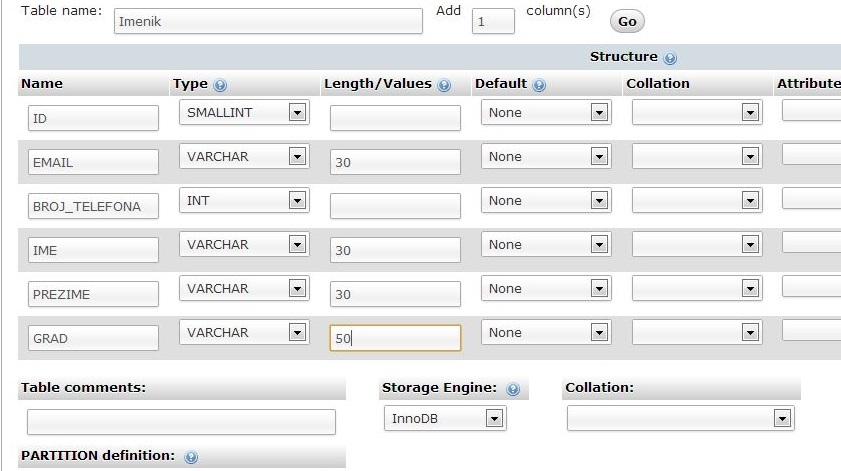 Table name: Imenik Add 1 column(s) Go
Structure
Name Type Length/Values Default Collation Attribute
ID SMALLINT None
EMAIL VARCHAR 30 None
BROJ_TELEFONA INT None
IME VARCHAR 30 None
PREZIME VARCHAR 30 None
GRAD VARCHAR 50 None
Table comments: Storage Engine: Collation:
InnoDB
PARTITION definition: